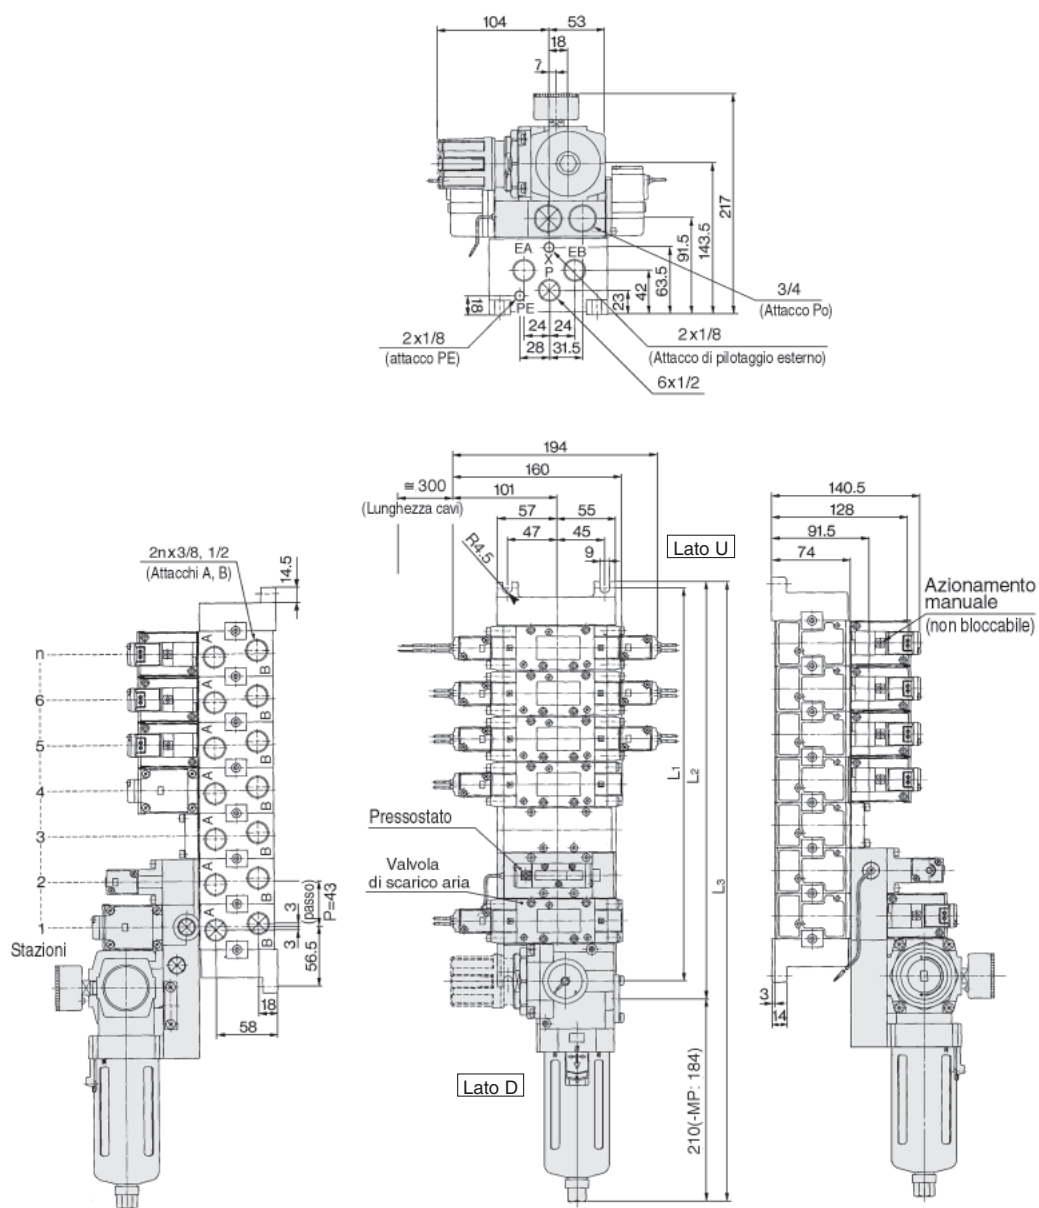 104
53
18
7
217
143.5
91.5
63.5
42
23
EA
X
EB
P
PE
18
24
24
28
31.5
2x1/8
(attacco PE)
3/4
(Attacco Po)
2x1/8
(Attacco di pilotaggio esterno)
6x1/2
194
160
≅300
(Lunghezza cavi)
101
57
55
47
45
9
R4.5
Lato U
140.5
128
91.5
74
Azionamento
manuale
(non bloccabile)
2nx3/8, 1/2
(Attacchi A, B)
14.5
n
6
5
4
3
2
1
Stazioni
A
B
A
B
A
B
A
B
A
B
A
B
A
B
3
3
(passo)
P=43
56.5
18
58
Pressostato
Valvola
di scarico aria
L1
L2
L3
210(-MP: 184)
Lato D
3
14